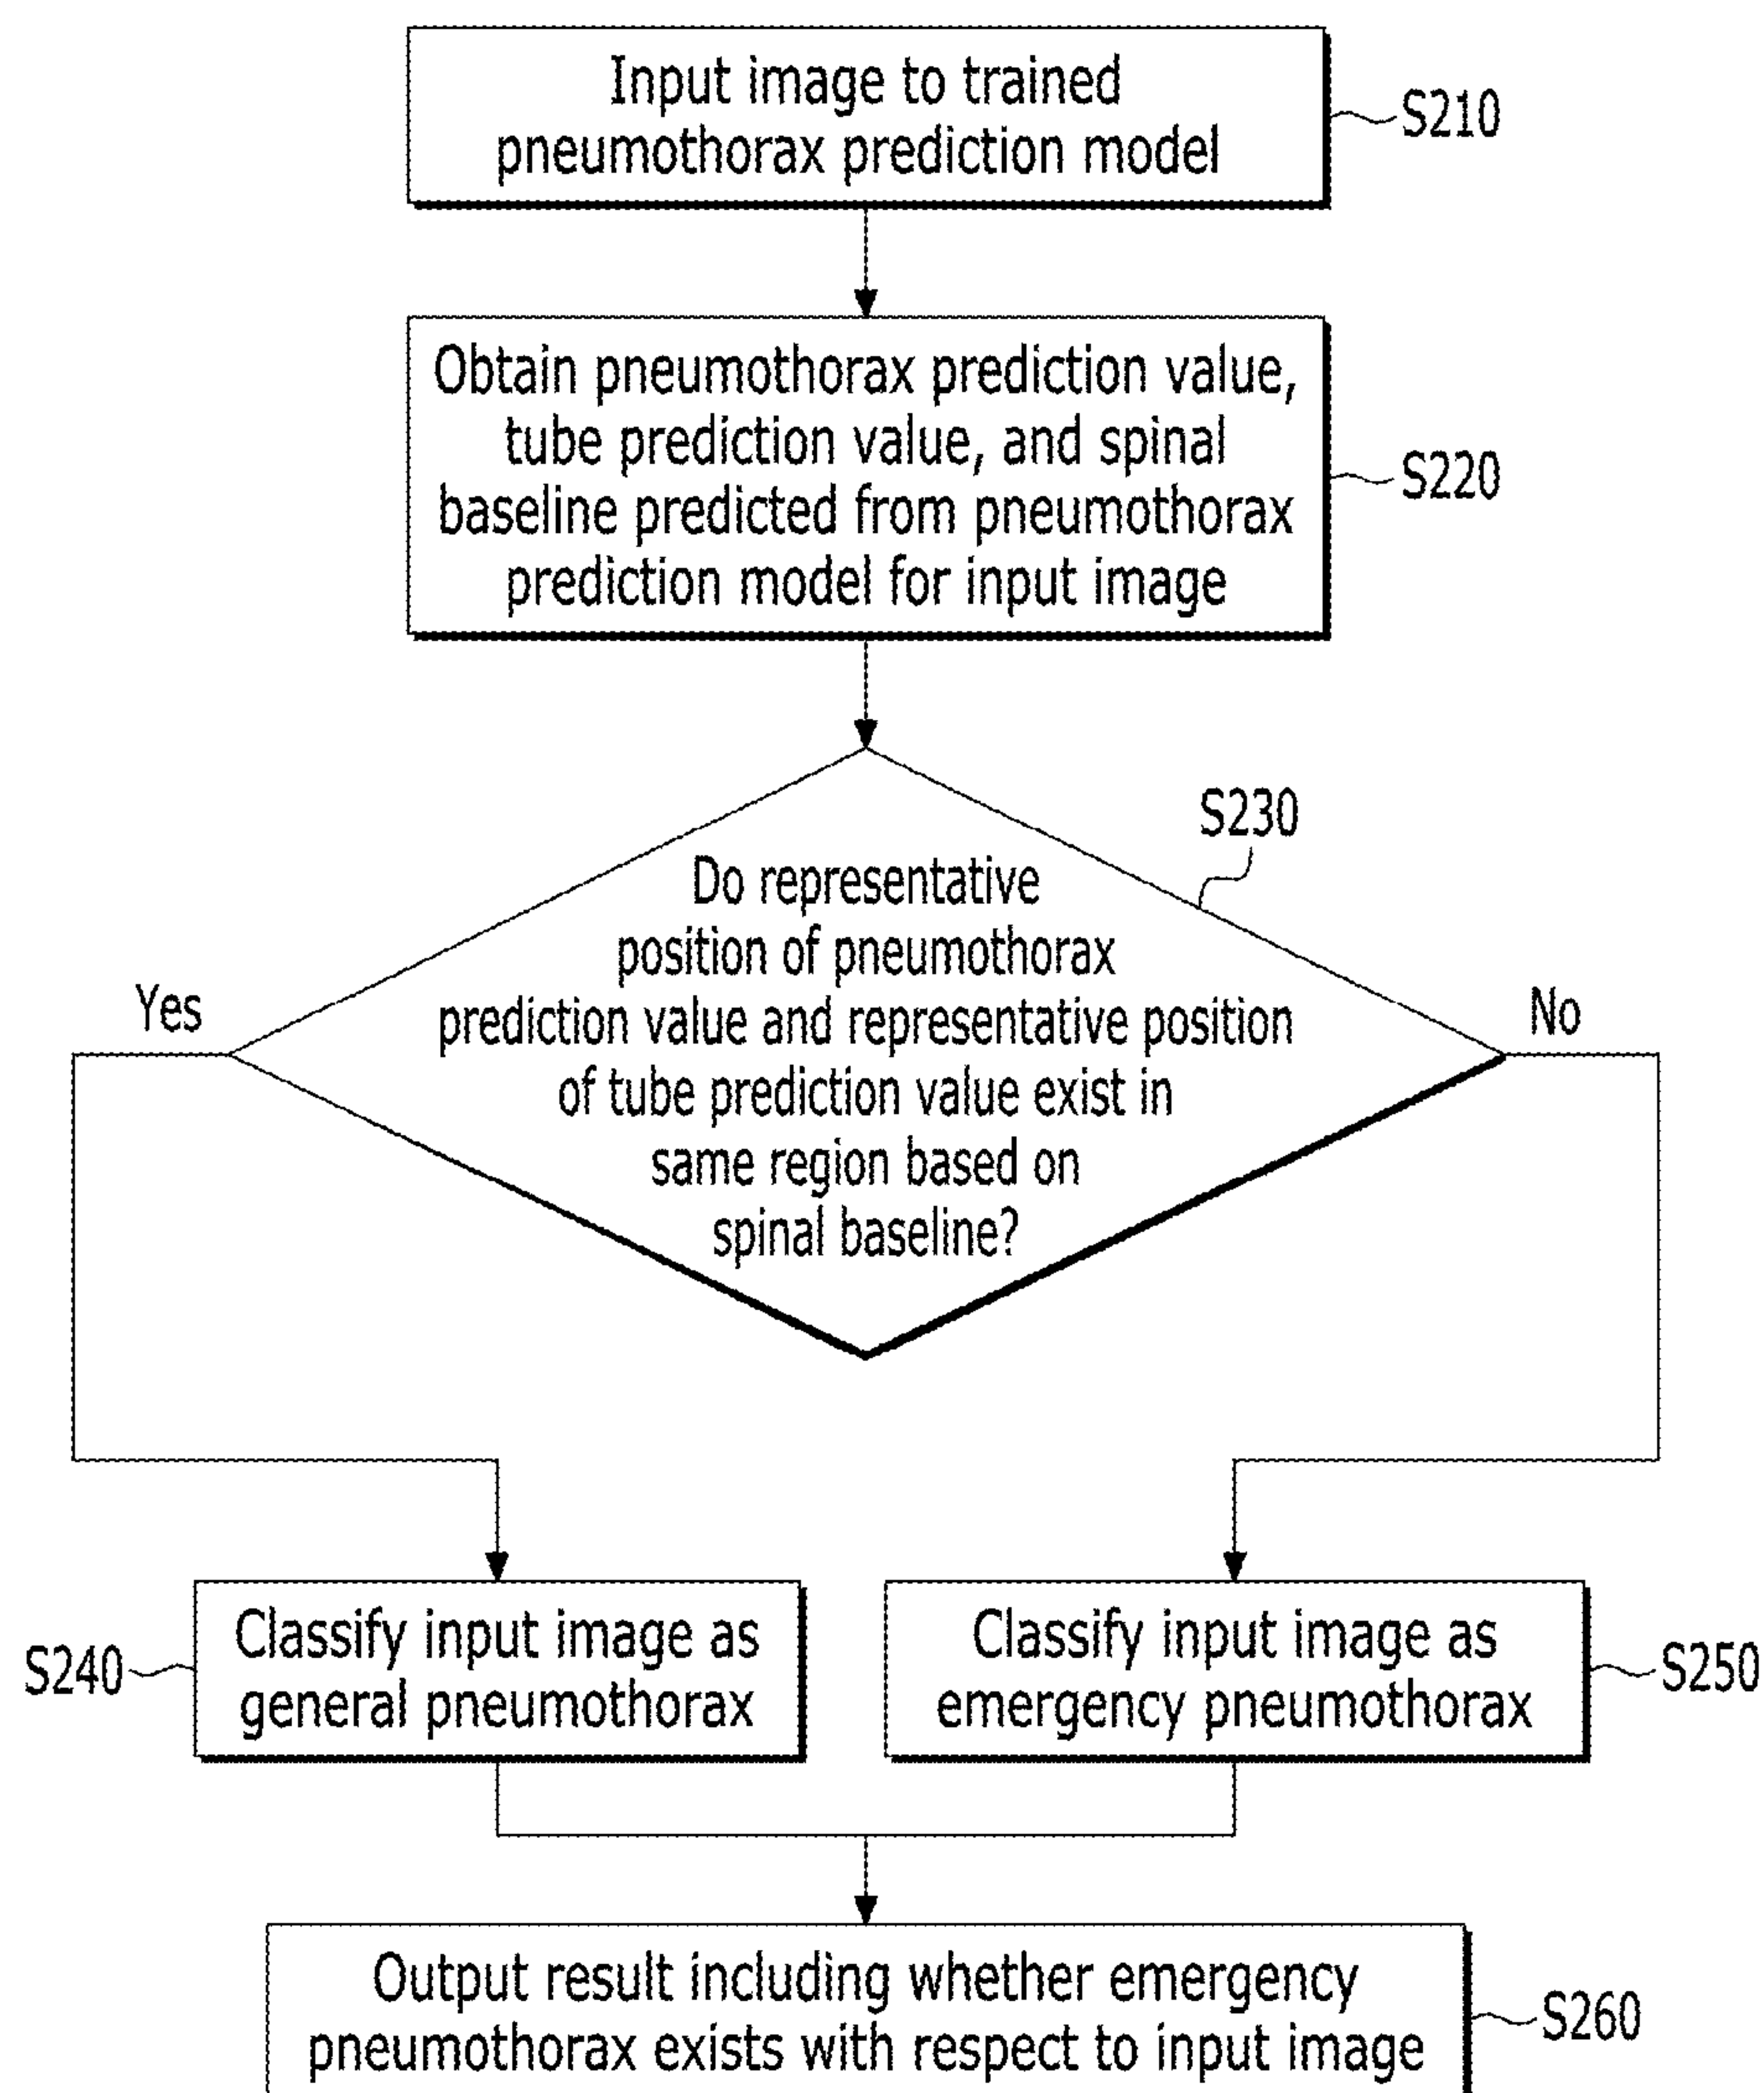 Input image to trained
pneumothorax prediction model
S210
Obtain pneumothorax prediction value,
tube prediction value, and spinal
baseline predicted from pneumothorax
prediction model for input image
S220
S230
Do representative
position of pneumothorax
prediction value and representative position
of tube prediction value exist in
same region based on
spinal baseline?
Yes
No
S240
Classify input image as
general pneumothorax
Classify input image as
emergency pneumothorax
S250
Output result including whether emergency
pneumothorax exists with respect to input image
S260